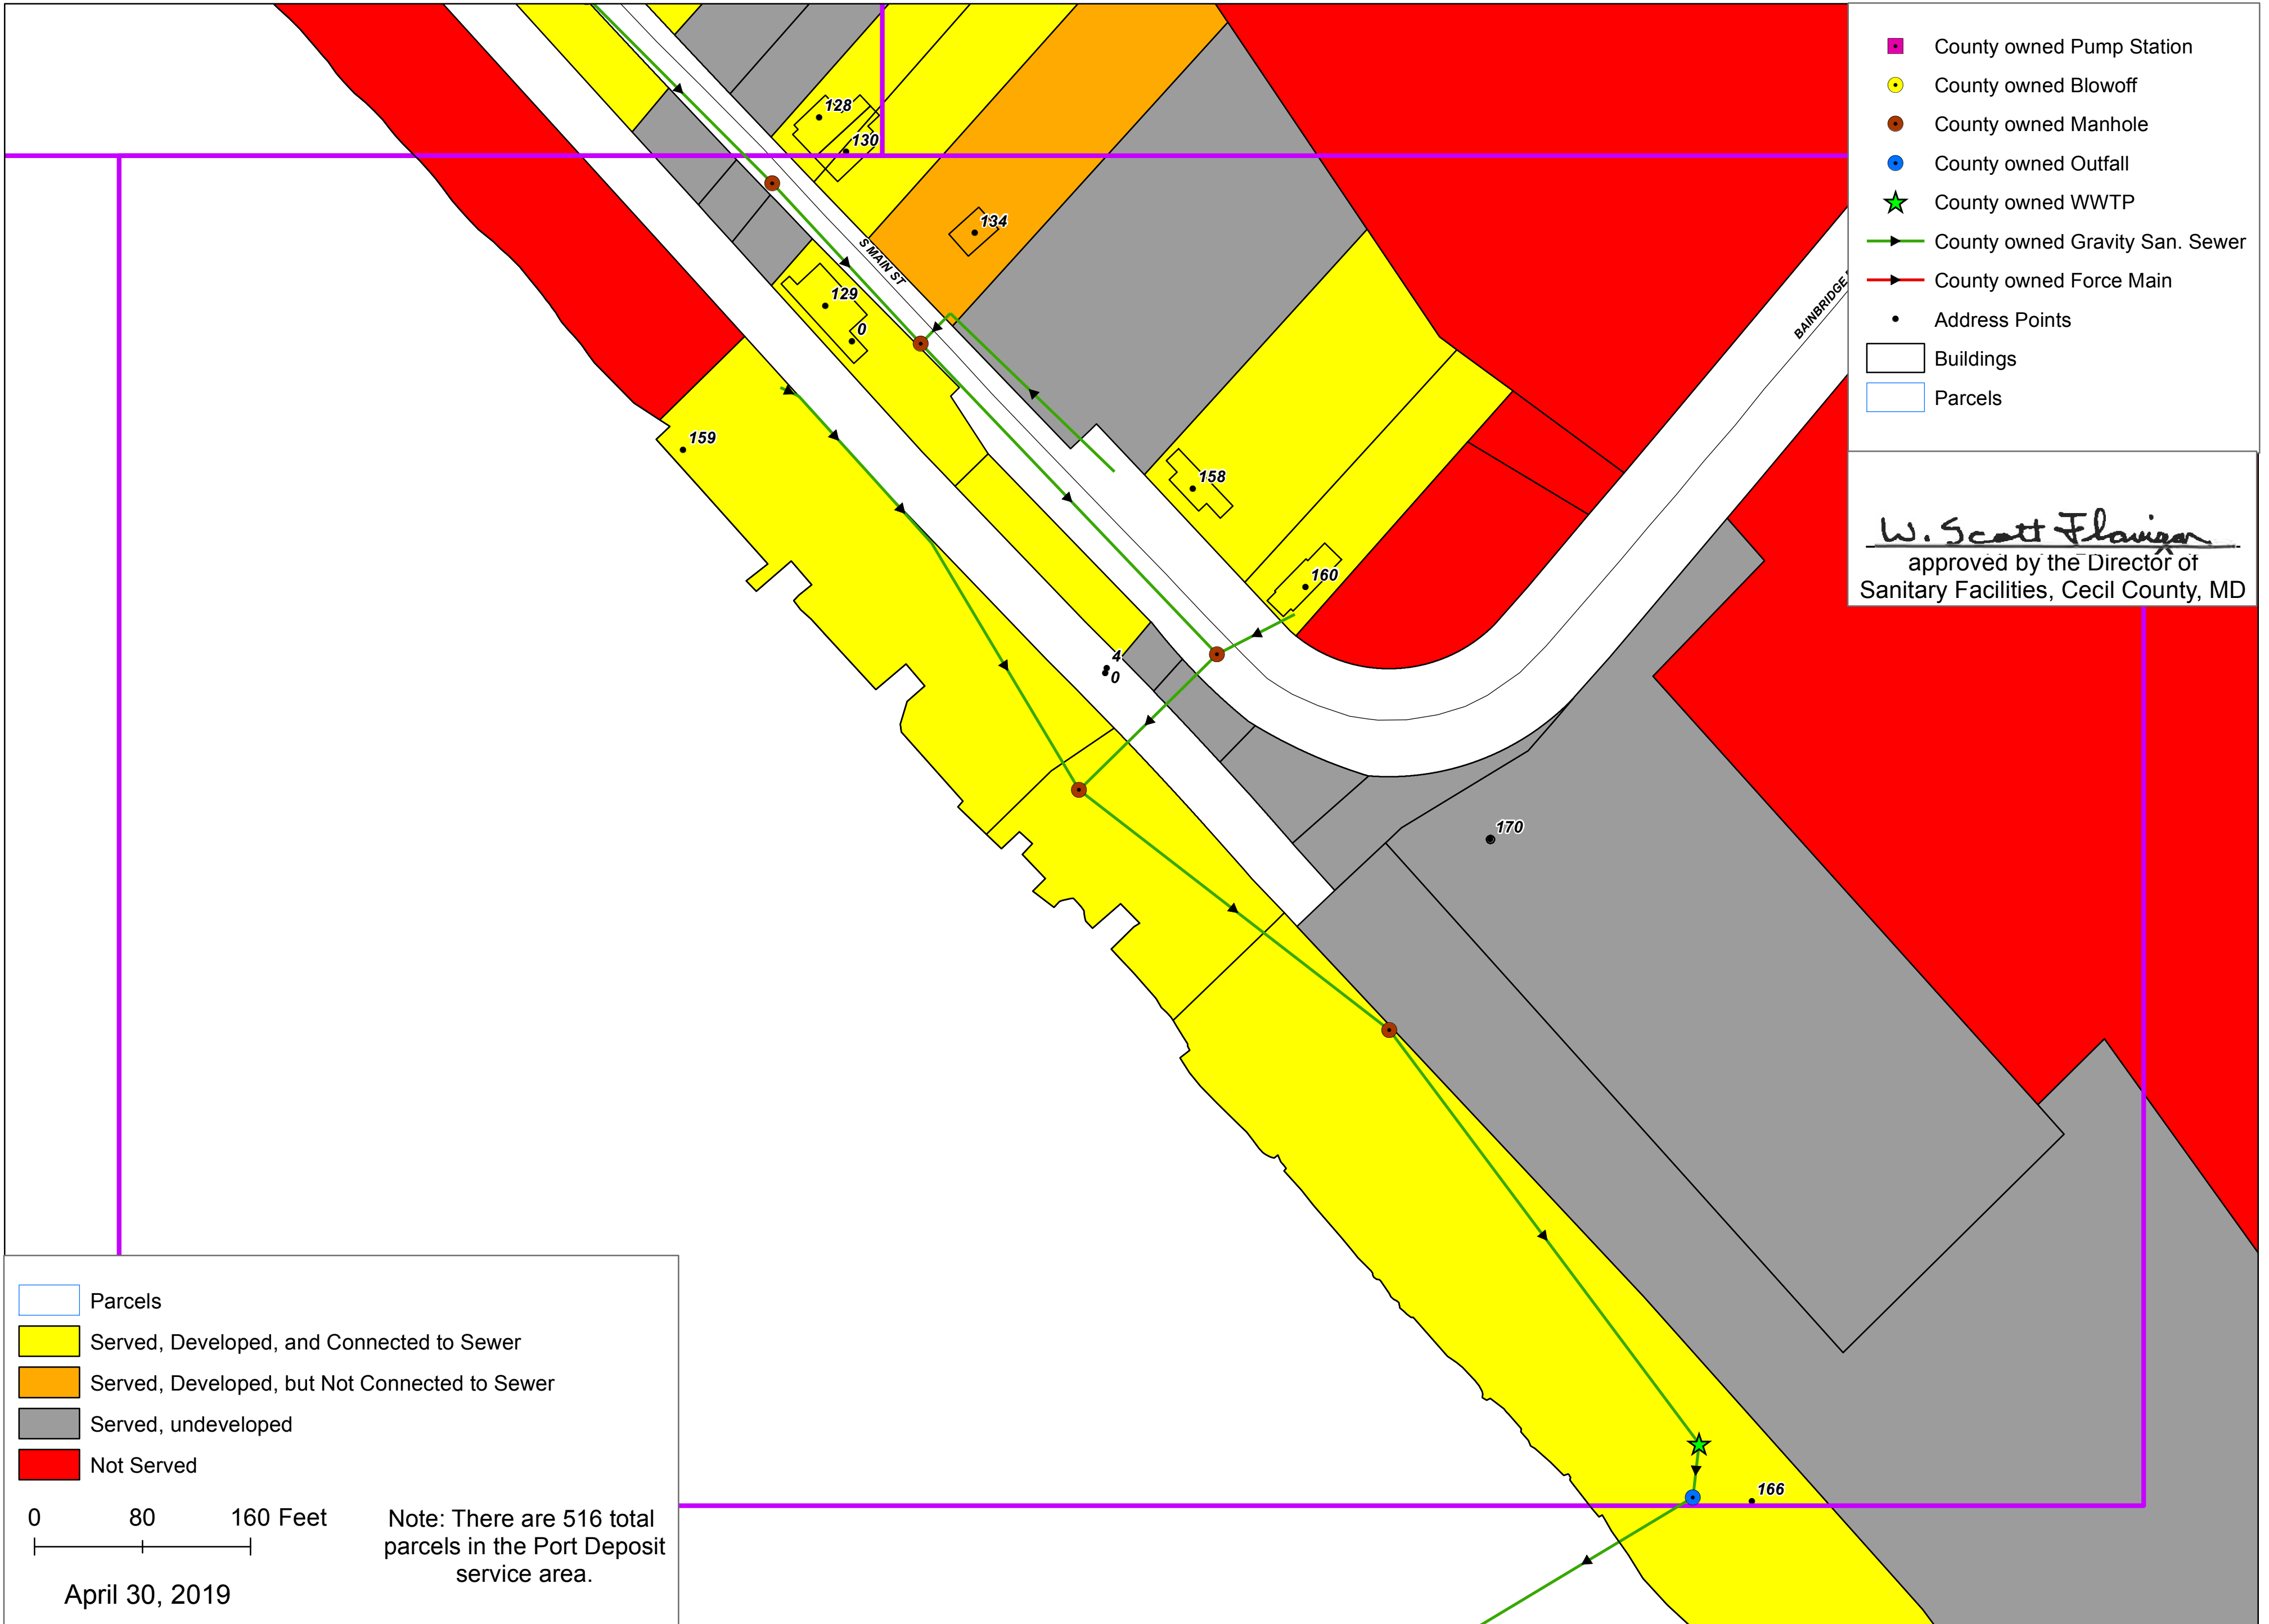 County owned Pump Station
County owned Blowoff
County owned Manhole
County owned Outfall
County owned WWTP
County owned Gravity San. Sewer
County owned Force Main
Address Points
Buildings
Parcels
W. Scott Flanigan
approved by the Director of
Sanitary Facilities, Cecil County, MD
128
130
134
S MAIN ST
BAINBRIDGE
129
0
159
158
160
4
0
170
166
Parcels
Served, Developed, and Connected to Sewer
Served, Developed, but Not Connected to Sewer
Served, undeveloped
Not Served
0 80 160 Feet
Note: There are 516 total
parcels in the Port Deposit
service area.
April 30, 2019